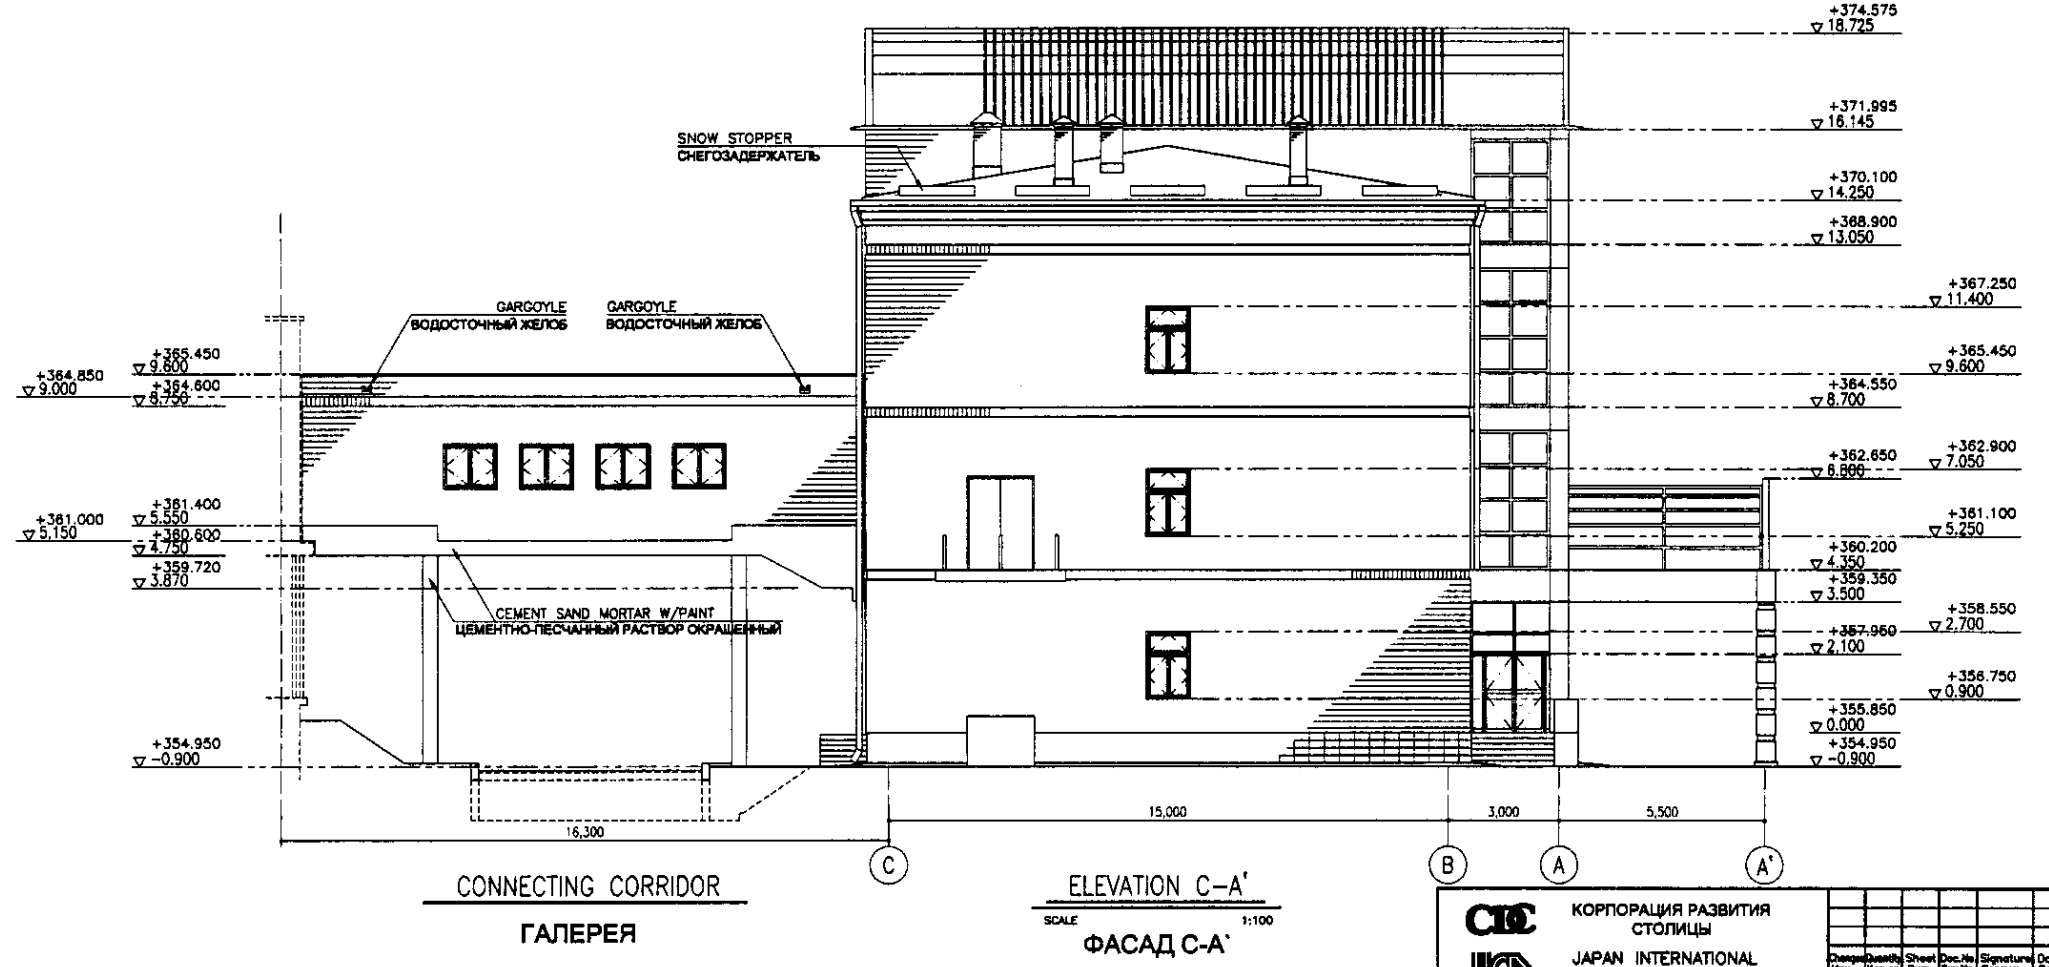 +374.575
18.725
+371.995
16.145
SNOW STOPPER
СНЕГОЗАДЕРЖАТЕЛЬ
+370.100
14.250
+368.900
13.050
+367.250
11.400
GARGOYLE
ВОДОСТОЧНЫЙ ЖЕЛОБ
GARGOYLE
ВОДОСТОЧНЫЙ ЖЕЛОБ
+365.450
9.600
+364.850
9.000
+364.600
8.750
+365.450
9.600
+364.550
8.700
+362.900
7.050
+362.650
6.800
+361.400
5.550
+361.000
5,150
+360.600
4.750
+361.100
5.250
+360.200
4.350
+359.720
3.870
+359.350
3.500
CEMENT SAND MORTAR W/PAINT
ЦЕМЕНТНО-ПЕСЧАННЫЙ РАСТВОР ОКРАШЕННЫЙ
+358.550
2.700
+357.950
2.100
+356.750
0.900
+355.850
0.000
+354.950
-0.900
+354.950
-0.900
16,300
15,000
3,000
5,500
C
B
A
A'
CONNECTING CORRIDOR
ГАЛЕРЕЯ
ELEVATION C-A'
SCALE 1:100
ФАСАД С-А`
CDC
КОРПОРАЦИЯ РАЗВИТИЯ
СТОЛИЦЫ
JAPAN INTERNATIONAL
Change Quantity Sheet Doc.No. Signature